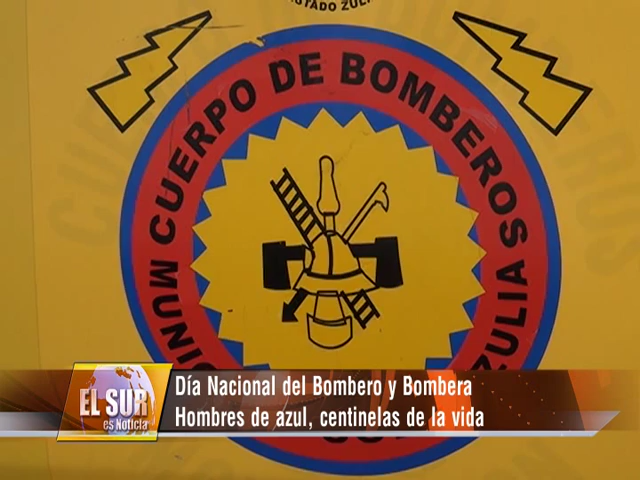 ESTADO ZULIA
CUERPO DE BOMBEROS
ZULIA
Día Nacional del Bombero y Bombera
Hombres de azul, centinelas de la vida
EL SUR
es Noticia